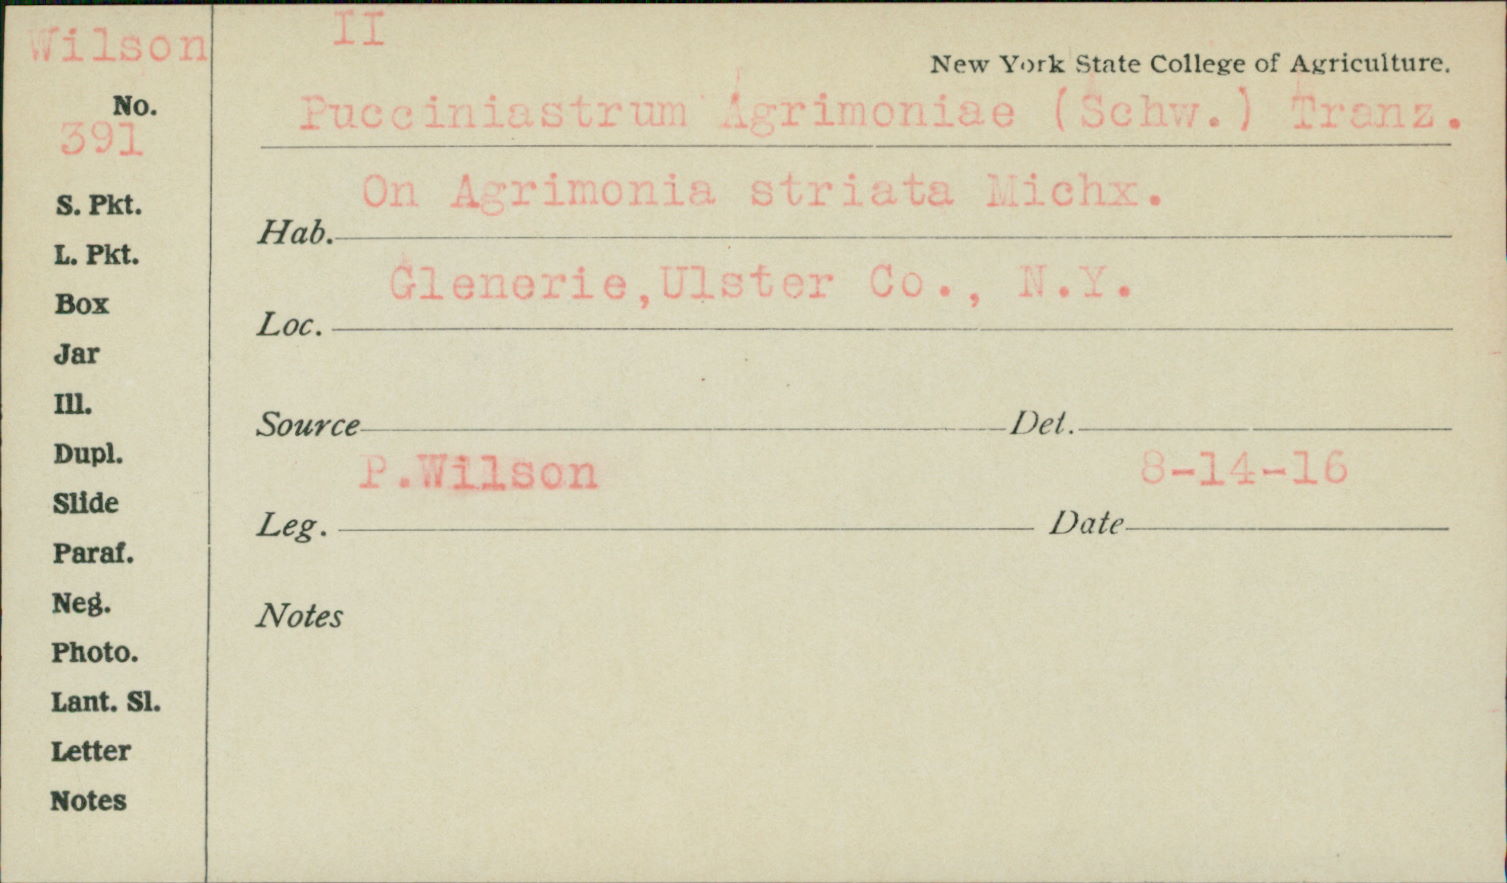 Wilson
No.
391
S. Pkt.
L. Pkt.
Box
Jar
Ill.
Dupl.
Slide
Paraf.
Neg.
Photo.
Lant. Sl.
Letter
Notes
II
New York State College of Agriculture.
Pucciniastrum Agrimoniae (Schw.) Tranz.
On Agrimonia striata Michx.
Hab.
Glenerie,Ulster Co., N.Y.
Loc.
Source Det.
P.Wilson 8-14-16
Leg. Date
Notes